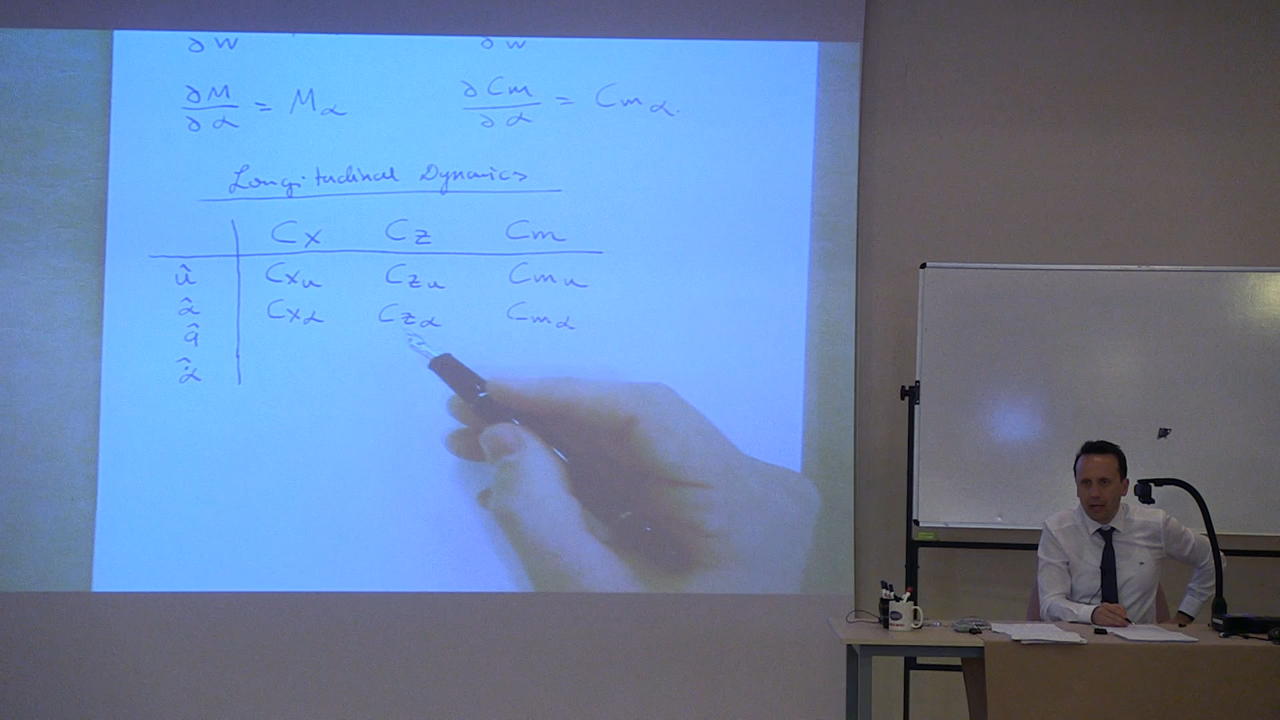 ∂w ∂w
∂M/∂α = Mα ∂Cm/∂α = Cmα.
Longitudinal Dynamics
Cx Cz Cm
û Cxu Czu Cmu
α̂ Cxα Czα Cmα
q̂
α̇̂